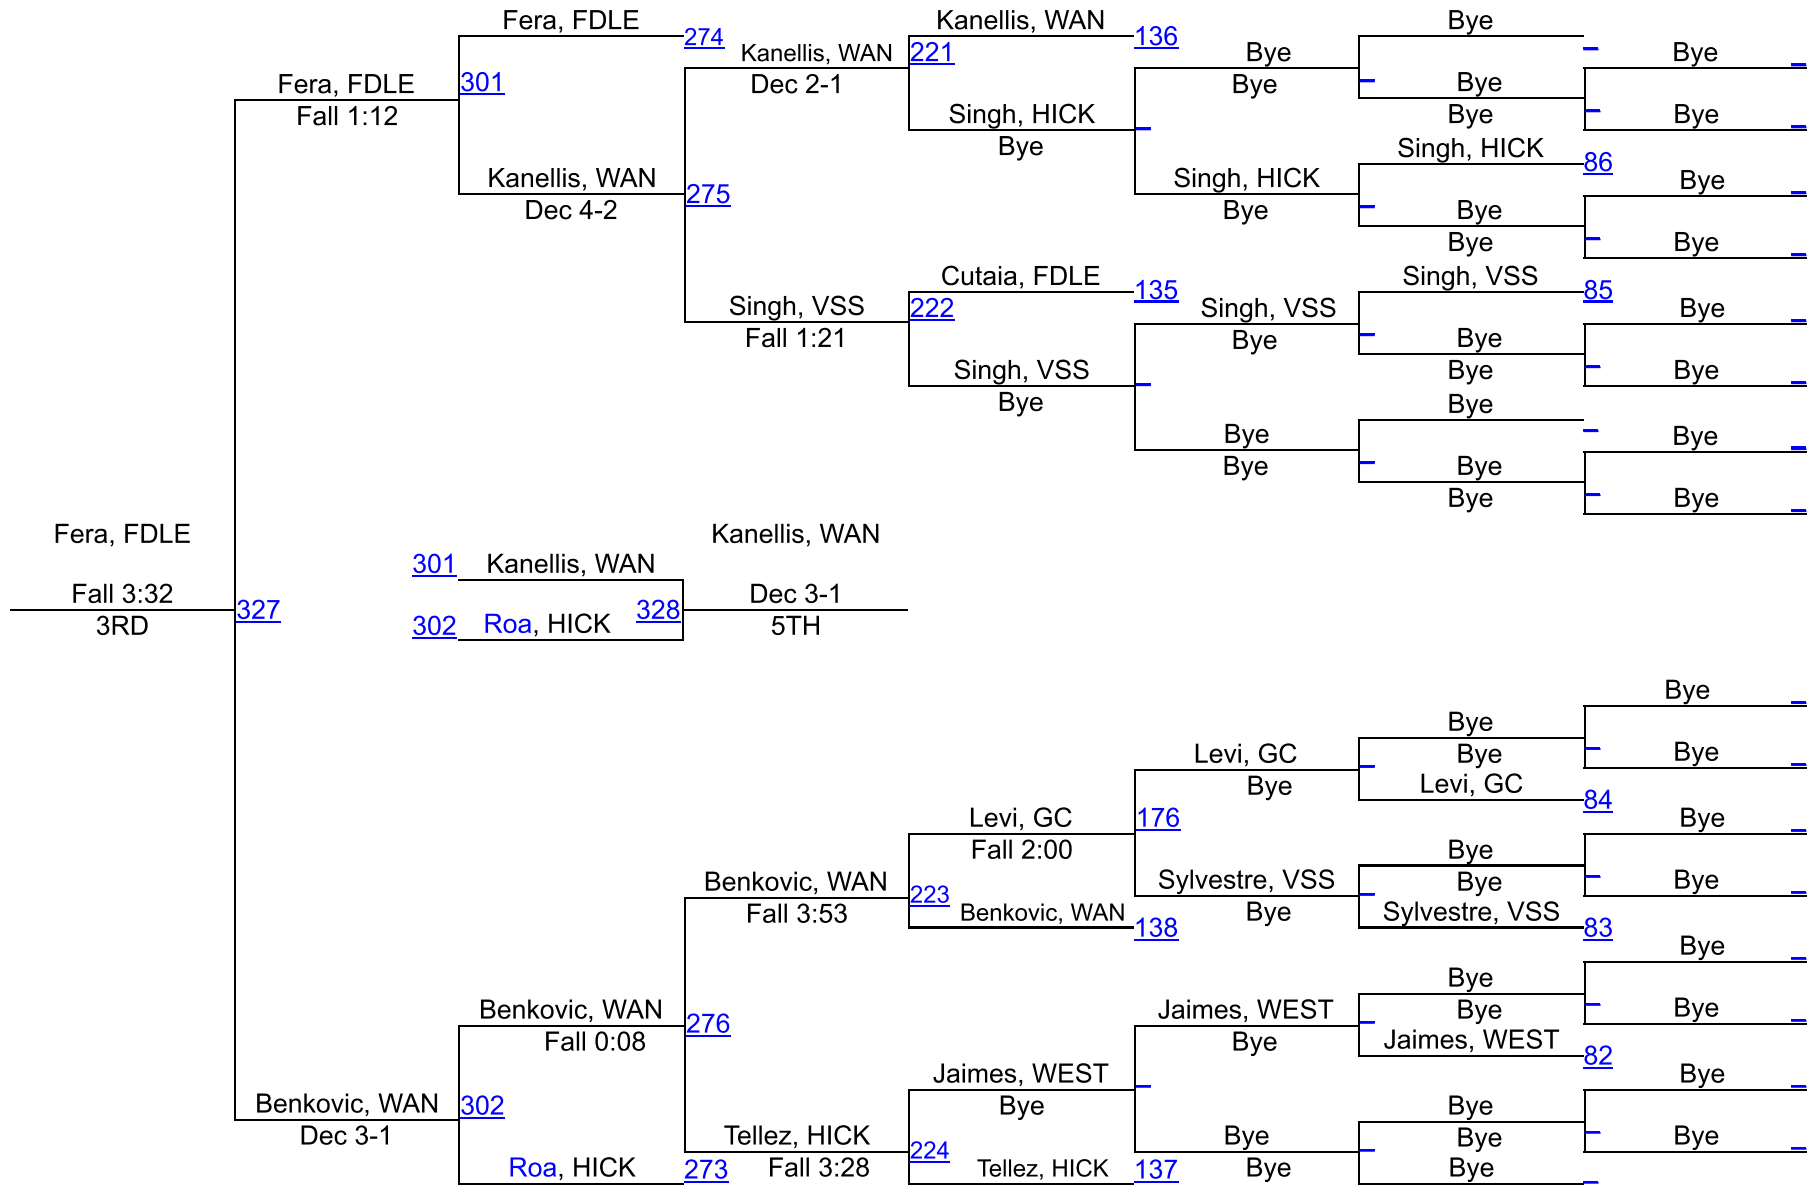 Fera, FDLE
Kanellis, WAN
Bye
274
136
Kanellis, WAN
221
Bye
Bye
Fera, FDLE
301
Dec 2-1
Bye
Bye
Fall 1:12
Singh, HICK
Bye
Bye
Bye
Singh, HICK
86
Kanellis, WAN
275
Singh, HICK
Bye
Dec 4-2
Bye
Bye
Bye
Bye
Cutaia, FDLE
135
Singh, VSS
85
Singh, VSS
222
Singh, VSS
Bye
Fall 1:21
Bye
Bye
Singh, VSS
Bye
Bye
Bye
Bye
Bye
Bye
Bye
Bye
Bye
Bye
Fera, FDLE
Kanellis, WAN
301
Kanellis, WAN
Fall 3:32
327
328
Dec 3-1
3RD
302
Roa, HICK
5TH
Bye
Bye
Levi, GC
Bye
Bye
Bye
Levi, GC
84
Levi, GC
176
Bye
Fall 2:00
Bye
Benkovic, WAN
223
Sylvestre, VSS
Bye
Bye
Fall 3:53
Benkovic, WAN
138
Bye
Sylvestre, VSS
83
Bye
Bye
Benkovic, WAN
276
Jaimes, WEST
Bye
Bye
Fall 0:08
Bye
Jaimes, WEST
82
Jaimes, WEST
Bye
Benkovic, WAN
302
Bye
Bye
Dec 3-1
Tellez, HICK
224
Bye
Bye
Bye
Roa, HICK
273
Fall 3:28
Tellez, HICK
137
Bye
Bye